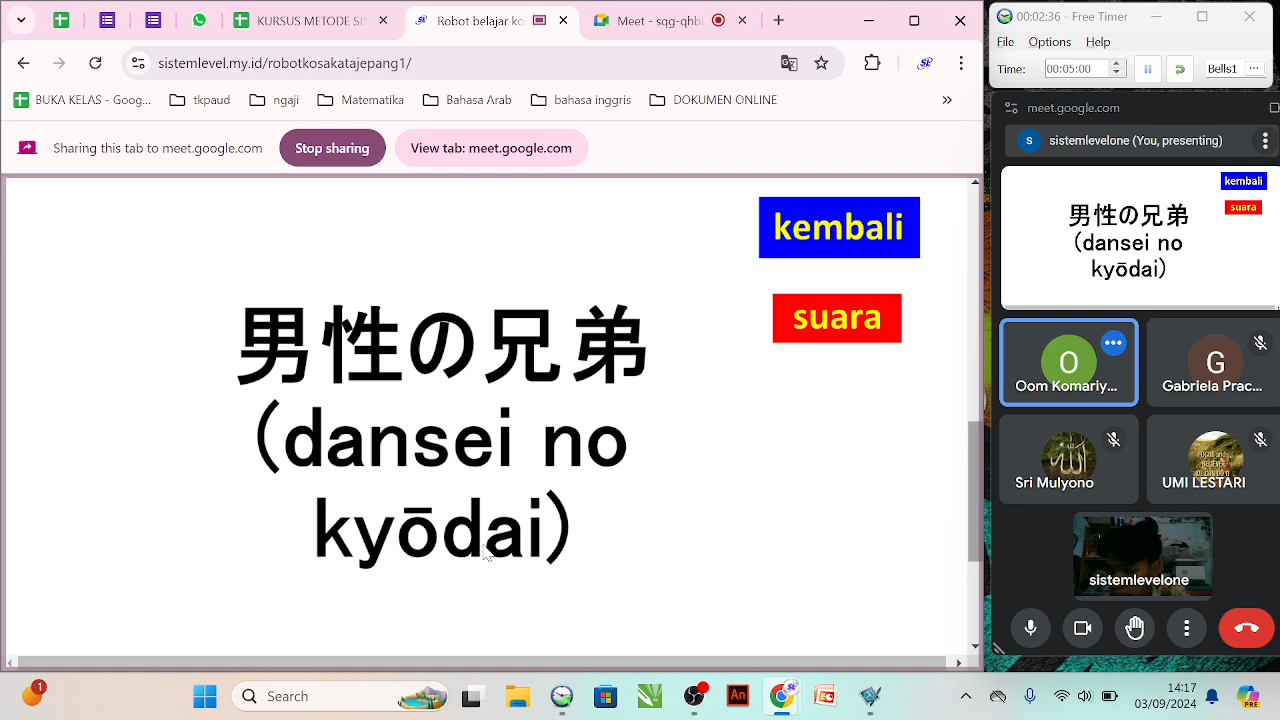 KURSUS METODE SI
Robot belajar ko
Meet - sqg-qhbi
00:02:36 - Free Timer
File Options Help
Time: 00:05:00 Bells1 ...
sistemlevel.my.id/robotkosakatajepang1/
BUKA KELAS - Goog...
Matematika
bahasa inggris
DOKUMEN ONLINE
Sharing this tab to meet.google.com
Stop sharing
View tab: meet.google.com
meet.google.com
S
sistemlevelone (You, presenting)
kembali
suara
男性の兄弟
(dansei no
kyōdai)
kembali
suara
男性の兄弟
(dansei no
kyōdai)
O
Oom Komariy...
G
Gabriela Prac...
Sri Mulyono
UMI LESTARI
sistemlevelone
1
Search
An
14:17
03/09/2024
PRE